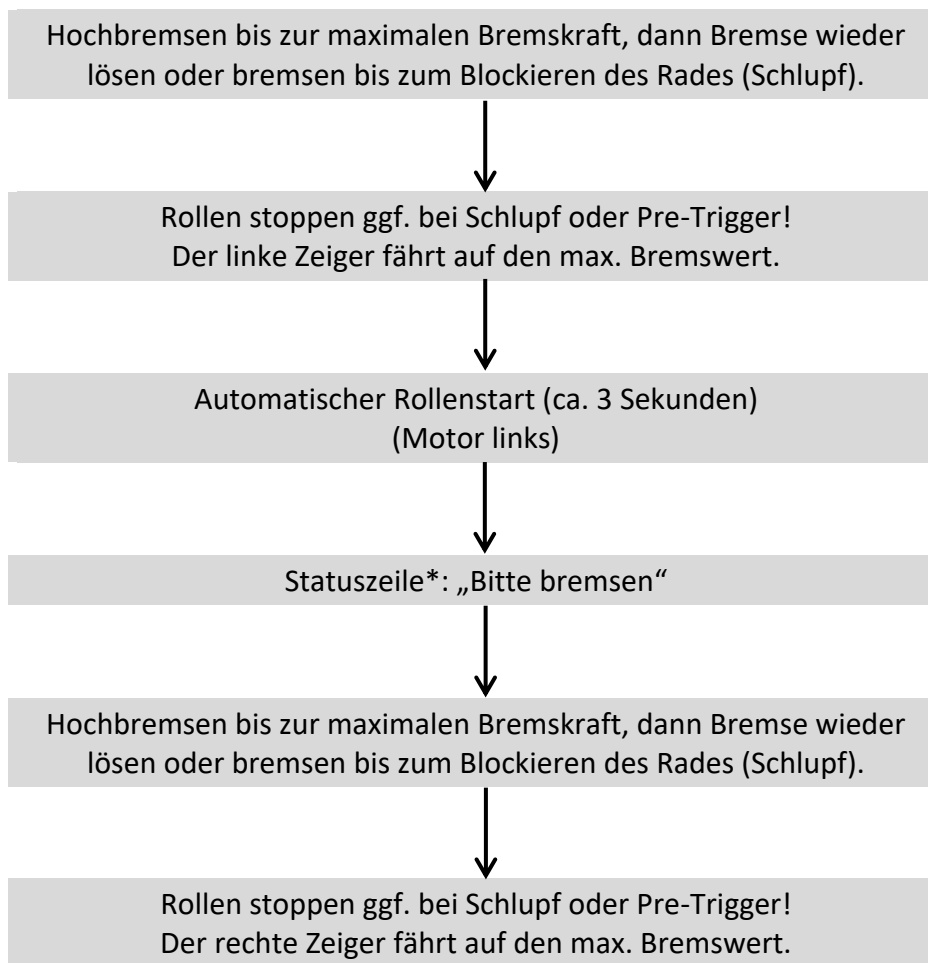 Hochbremsen bis zur maximalen Bremskraft, dann Bremse wieder
lösen oder bremsen bis zum Blockieren des Rades (Schlupf).
Rollen stoppen ggf. bei Schlupf oder Pre-Trigger!
Der linke Zeiger fährt auf den max. Bremswert.
Automatischer Rollenstart (ca. 3 Sekunden)
(Motor links)
Statuszeile*: „Bitte bremsen“
Hochbremsen bis zur maximalen Bremskraft, dann Bremse wieder
lösen oder bremsen bis zum Blockieren des Rades (Schlupf).
Rollen stoppen ggf. bei Schlupf oder Pre-Trigger!
Der rechte Zeiger fährt auf den max. Bremswert.